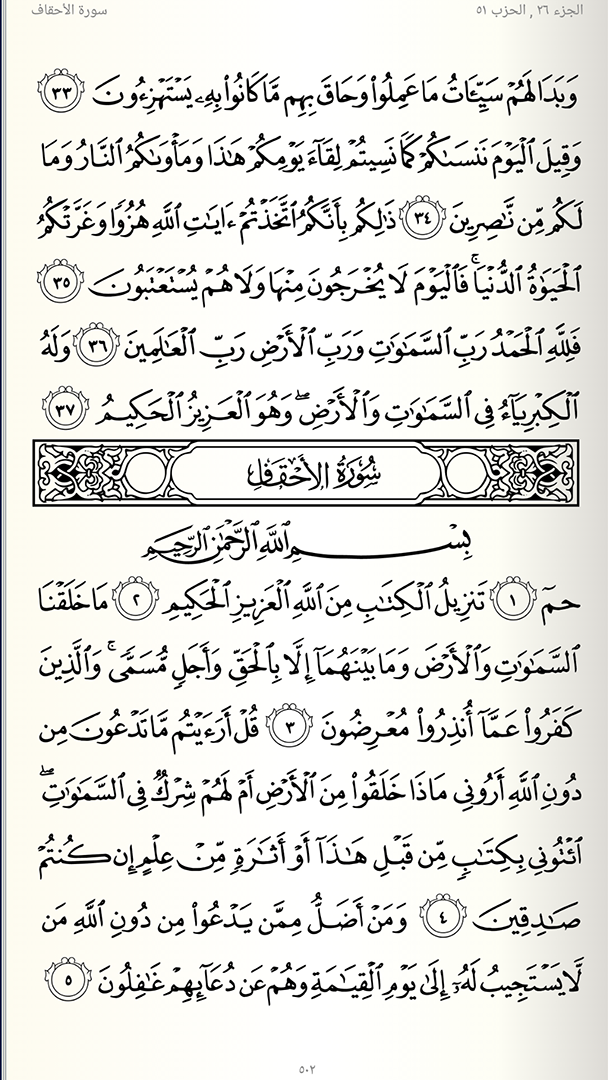 سورة الأحقاف
الجزء ٢٦ , الحزب ٥١
وَبَدَا لَهُمۡ سَيِّـَٔاتُ مَا عَمِلُواْ وَحَاقَ بِهِم مَّا كَانُواْ بِهِۦ يَسۡتَهۡزِءُونَ ٣٣
وَقِيلَ ٱلۡيَوۡمَ نَنسَىٰكُمۡ كَمَا نَسِيتُمۡ لِقَآءَ يَوۡمِكُمۡ هَٰذَا وَمَأۡوَىٰكُمُ ٱلنَّارُ وَمَا
لَكُم مِّن نَّٰصِرِينَ ٣٤ ذَٰلِكُم بِأَنَّكُمُ ٱتَّخَذۡتُمۡ ءَايَٰتِ ٱللَّهِ هُزُوٗا وَغَرَّتۡكُمُ
ٱلۡحَيَوٰةُ ٱلدُّنۡيَاۚ فَٱلۡيَوۡمَ لَا يُخۡرَجُونَ مِنۡهَا وَلَا هُمۡ يُسۡتَعۡتَبُونَ ٣٥
فَلِلَّهِ ٱلۡحَمۡدُ رَبِّ ٱلسَّمَٰوَٰتِ وَرَبِّ ٱلۡأَرۡضِ رَبِّ ٱلۡعَٰلَمِينَ ٣٦ وَلَهُ
ٱلۡكِبۡرِيَآءُ فِي ٱلسَّمَٰوَٰتِ وَٱلۡأَرۡضِۖ وَهُوَ ٱلۡعَزِيزُ ٱلۡحَكِيمُ ٣٧
سُورَةُ الأَحۡقَافِ
بِسۡمِ ٱللَّهِ ٱلرَّحۡمَٰنِ ٱلرَّحِيمِ
حمٓ ١ تَنزِيلُ ٱلۡكِتَٰبِ مِنَ ٱللَّهِ ٱلۡعَزِيزِ ٱلۡحَكِيمِ ٢ مَا خَلَقۡنَا
ٱلسَّمَٰوَٰتِ وَٱلۡأَرۡضَ وَمَا بَيۡنَهُمَآ إِلَّا بِٱلۡحَقِّ وَأَجَلٖ مُّسَمّٗىۚ وَٱلَّذِينَ
كَفَرُواْ عَمَّآ أُنذِرُواْ مُعۡرِضُونَ ٣ قُلۡ أَرَءَيۡتُم مَّا تَدۡعُونَ مِن
دُونِ ٱللَّهِ أَرُونِي مَاذَا خَلَقُواْ مِنَ ٱلۡأَرۡضِ أَمۡ لَهُمۡ شِرۡكٞ فِي ٱلسَّمَٰوَٰتِۖ
ٱئۡتُونِي بِكِتَٰبٖ مِّن قَبۡلِ هَٰذَآ أَوۡ أَثَٰرَةٖ مِّنۡ عِلۡمٍ إِن كُنتُمۡ
صَٰدِقِينَ ٤ وَمَنۡ أَضَلُّ مِمَّن يَدۡعُواْ مِن دُونِ ٱللَّهِ مَن
لَّا يَسۡتَجِيبُ لَهُۥٓ إِلَىٰ يَوۡمِ ٱلۡقِيَٰمَةِ وَهُمۡ عَن دُعَآئِهِمۡ غَٰفِلُونَ ٥
٥٠٢